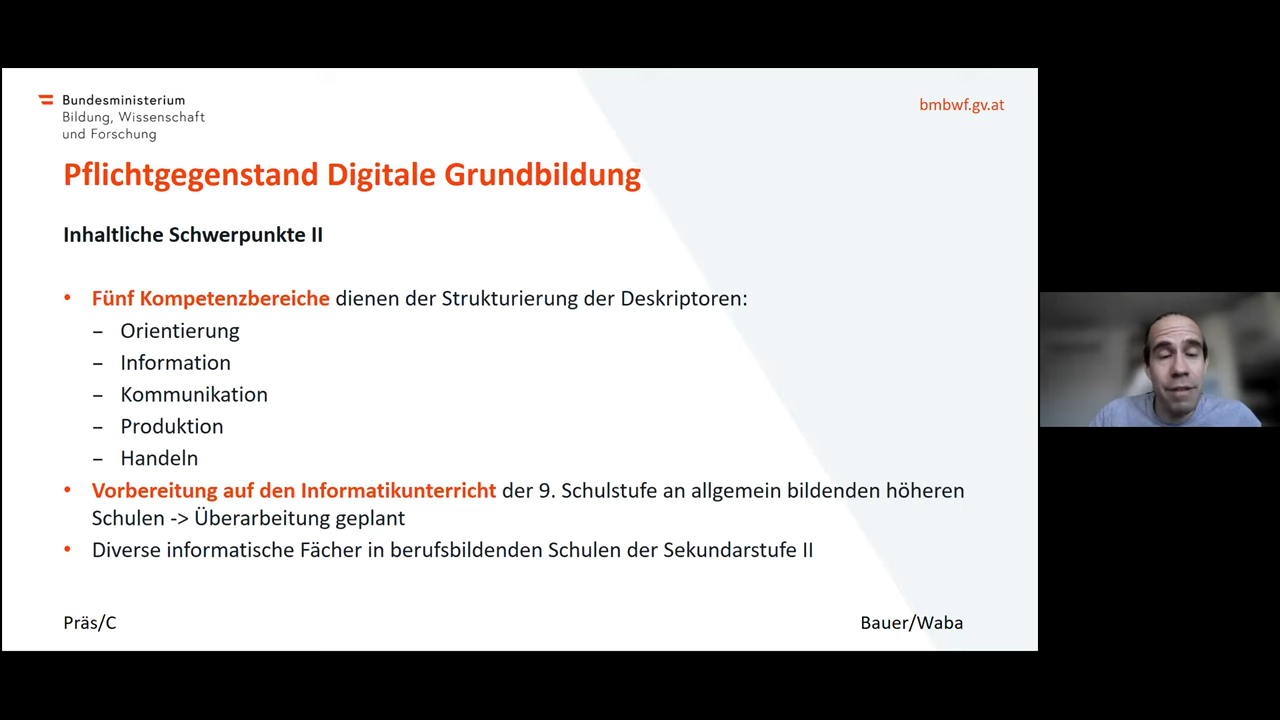 Bundesministerium
Bildung, Wissenschaft
und Forschung
bmbwf.gv.at
Pflichtgegenstand Digitale Grundbildung
Inhaltliche Schwerpunkte II
• Fünf Kompetenzbereiche dienen der Strukturierung der Deskriptoren:
– Orientierung
– Information
– Kommunikation
– Produktion
– Handeln
• Vorbereitung auf den Informatikunterricht der 9. Schulstufe an allgemein bildenden höheren
Schulen -> Überarbeitung geplant
• Diverse informatische Fächer in berufsbildenden Schulen der Sekundarstufe II
Präs/C
Bauer/Waba